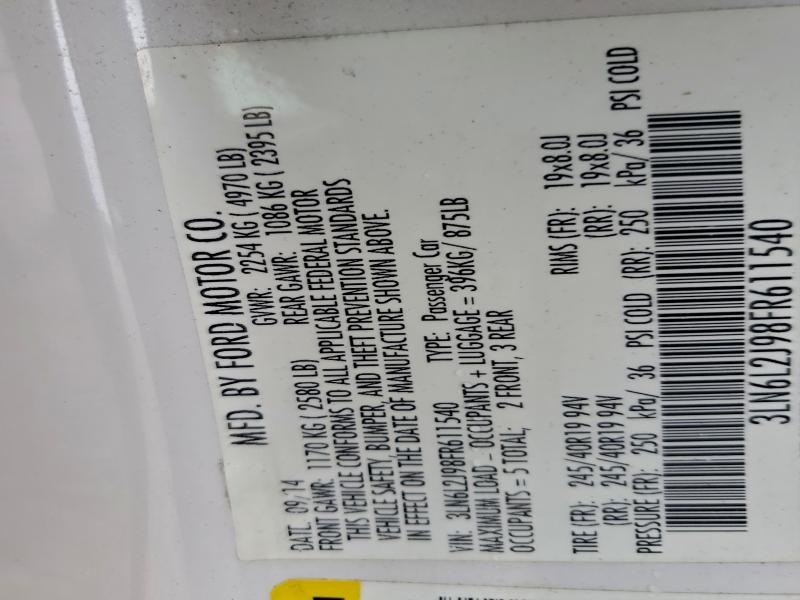 MFD. BY FORD MOTOR CO.
DATE: 09/14 GVWR: 2254 KG ( 4970 LB)
FRONT GAWR: 1170 KG ( 2580 LB) REAR GAWR: 1086 KG ( 2395 LB)
THIS VEHICLE CONFORMS TO ALL APPLICABLE FEDERAL MOTOR
VEHICLE SAFETY, BUMPER, AND THEFT PREVENTION STANDARDS
IN EFFECT ON THE DATE OF MANUFACTURE SHOWN ABOVE.
VIN: 3LN6L2J98FR611540 TYPE: Passenger Car
MAXIMUM LOAD - OCCUPANTS + LUGGAGE = 396KG/ 875LB
OCCUPANTS = 5 TOTAL; 2 FRONT, 3 REAR
TIRE (FR): 245/40R19 94V RIMS (FR): 19x8.0J
(RR): 245/40R19 94V (RR): 19x8.0J
PRESSURE (FR): 250 kPa/ 36 PSI COLD (RR): 250 kPa/ 36 PSI COLD
3LN6L2J98FR611540